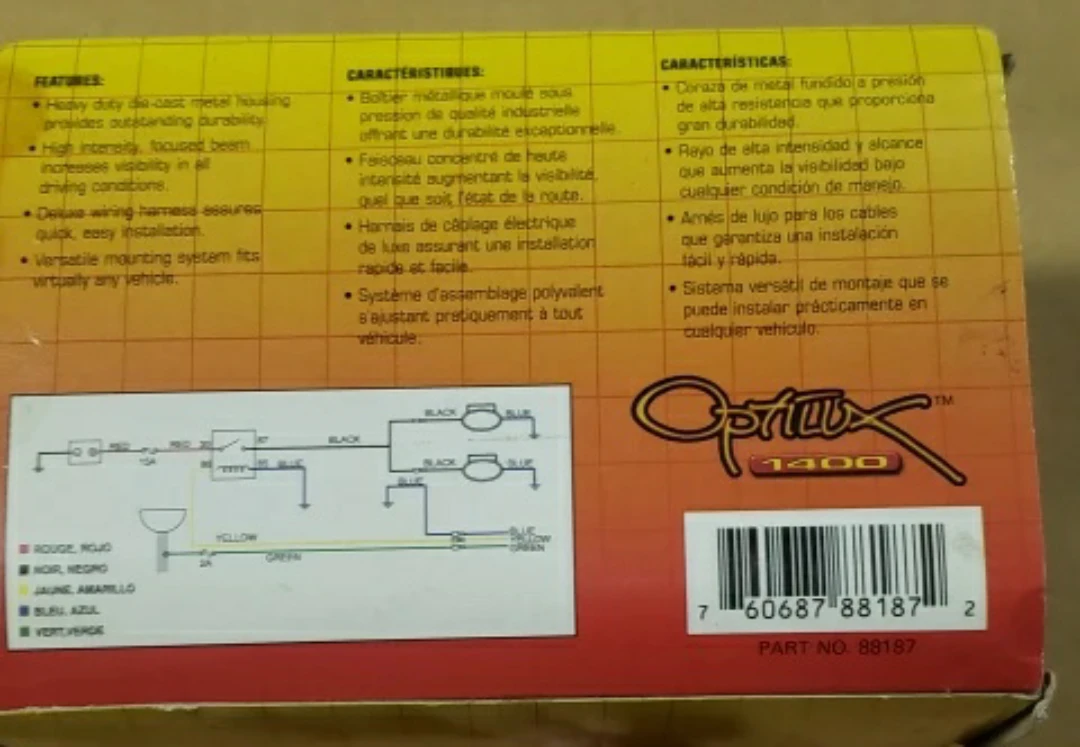 FEATURES:
• Heavy duty die-cast metal housing
provides outstanding durability.
• High intensity, focused beam
increases visibility in all
driving conditions.
• Deluxe wiring harness assures
quick, easy installation.
• Versatile mounting system fits
virtually any vehicle.
CARACTÉRISTIQUES:
• Boîtier métallique moulé sous
pression de qualité industrielle
offrant une durabilité exceptionnelle.
• Faisceau concentré de haute
intensité augmentant la visibilité,
quel que soit l'état de la route.
• Harnais de câblage électrique
de luxe assurant une installation
rapide et facile.
• Système d'assemblage polyvalent
s'ajustant pratiquement à tout
véhicule.
CARACTERÍSTICAS:
• Coraza de metal fundido a presión
de alta resistencia que proporciona
gran durabilidad.
• Rayo de alta intensidad y alcance
que aumenta la visibilidad bajo
cualquier condición de manejo.
• Arnés de lujo para los cables
que garantiza una instalación
fácil y rápida.
• Sistema versátil de montaje que se
puede instalar prácticamente en
cualquier vehículo.
RED
15A
RED
30
87
86
85
BLUE
BLACK
BLACK
BLUE
BLACK
BLUE
BLUE
YELLOW
2A
GREEN
BLUE
YELLOW
GREEN
ROUGE, ROJO
NOIR, NEGRO
JAUNE, AMARILLO
BLEU, AZUL
VERT, VERDE
OPTILUX™
1400
7 60687 88187 2
PART NO. 88187